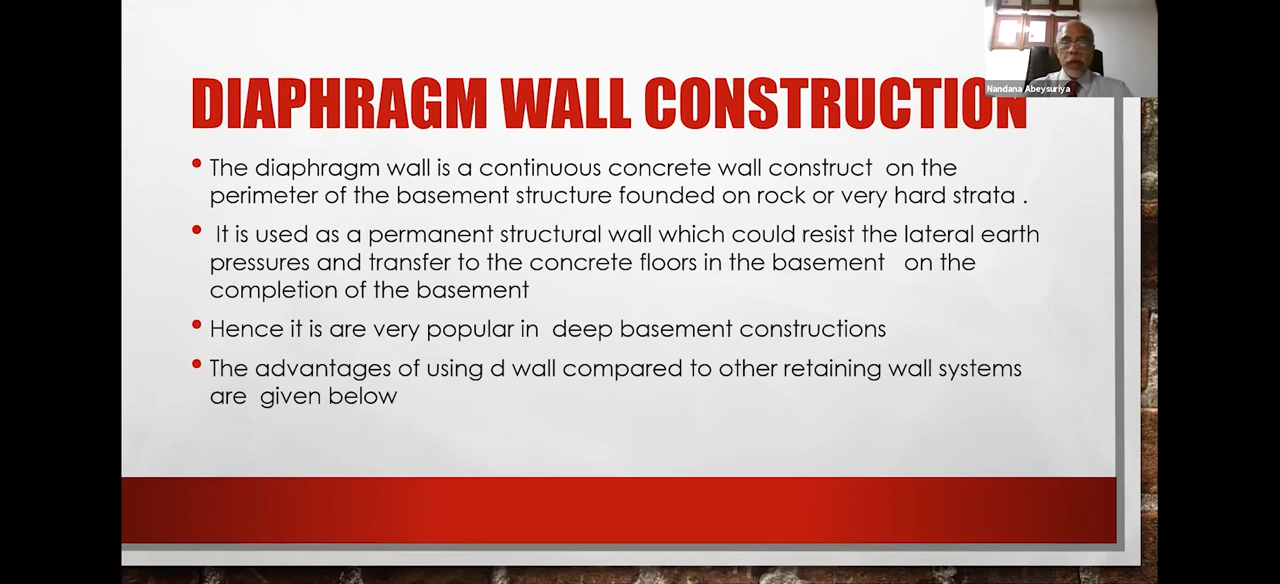 Nandana Abeysuriya
DIAPHRAGM WALL CONSTRUCTION
• The diaphragm wall is a continuous concrete wall construct on the
perimeter of the basement structure founded on rock or very hard strata .
• It is used as a permanent structural wall which could resist the lateral earth
pressures and transfer to the concrete floors in the basement on the
completion of the basement
• Hence it is are very popular in deep basement constructions
• The advantages of using d wall compared to other retaining wall systems
are given below